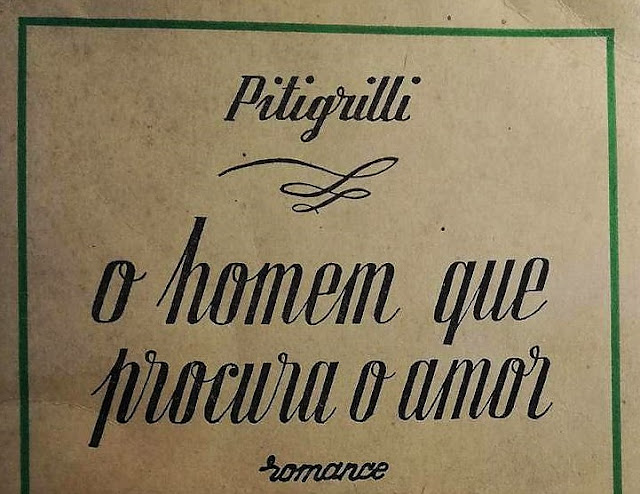 Pitigrilli
o homem que
procura o amor
romance